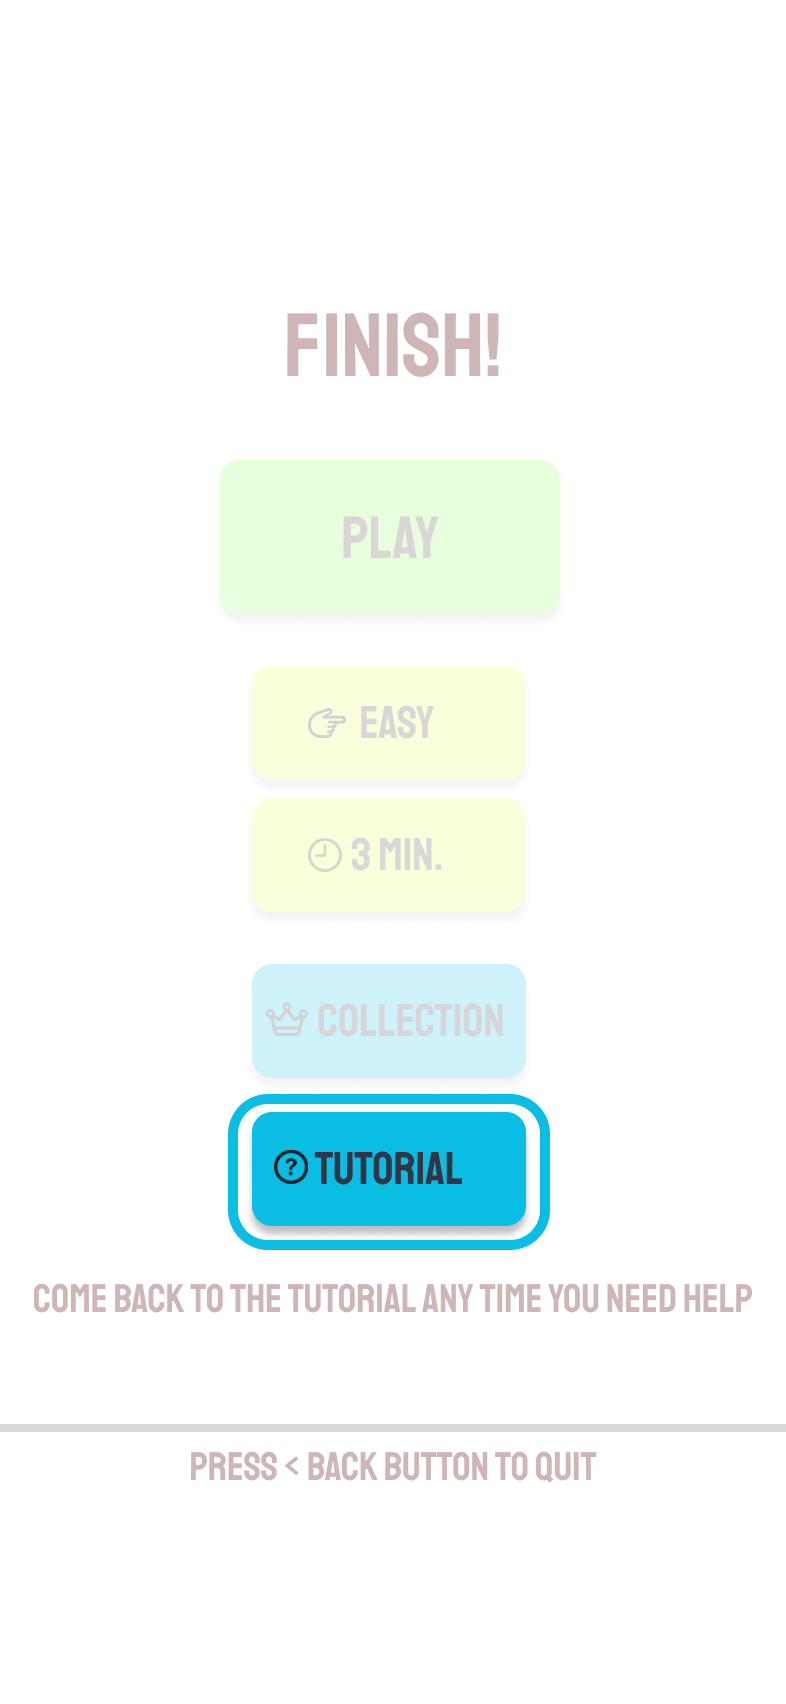 FINISH!
PLAY
EASY
3 MIN.
COLLECTION
? TUTORIAL
COME BACK TO THE TUTORIAL ANY TIME YOU NEED HELP
PRESS < BACK BUTTON TO QUIT